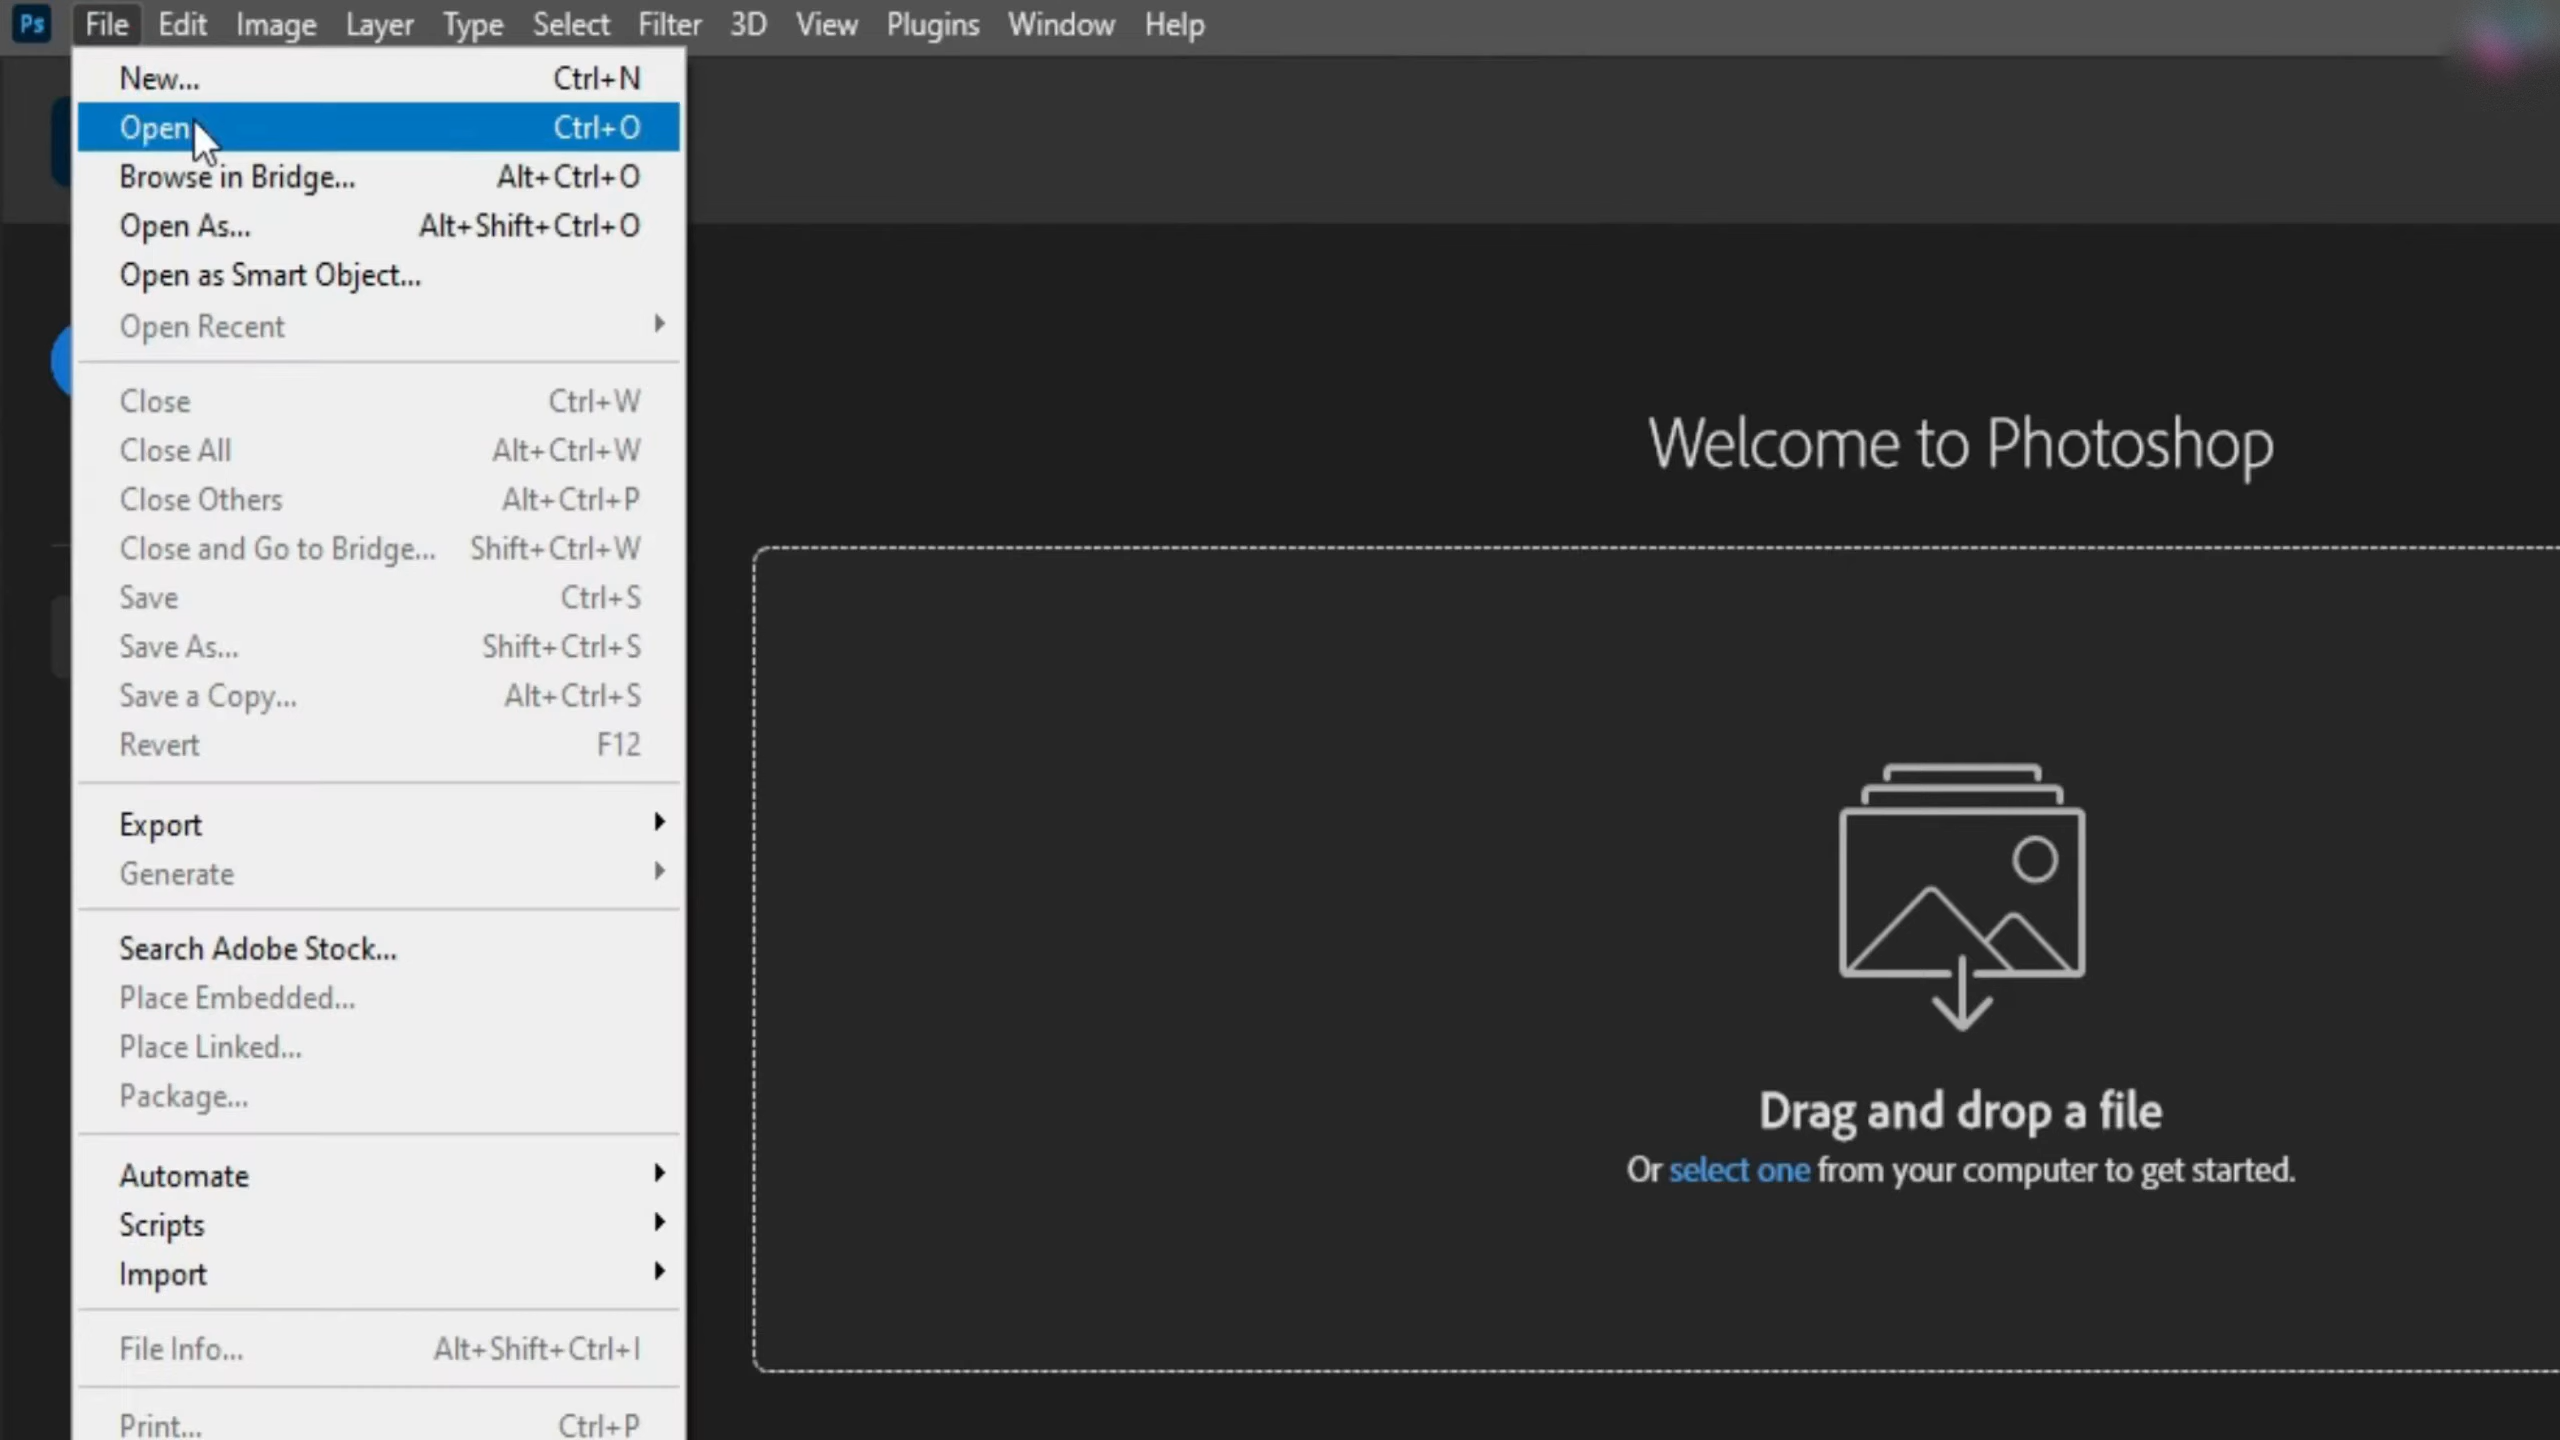 Ps File Edit Image Layer Type Select Filter 3D View Plugins Window Help
New... Ctrl+N
Open Ctrl+O
Browse in Bridge... Alt+Ctrl+O
Open As... Alt+Shift+Ctrl+O
Open as Smart Object...
Open Recent
Close Ctrl+W
Close All Alt+Ctrl+W
Close Others Alt+Ctrl+P
Close and Go to Bridge... Shift+Ctrl+W
Save Ctrl+S
Save As... Shift+Ctrl+S
Save a Copy... Alt+Ctrl+S
Revert F12
Export
Generate
Search Adobe Stock...
Place Embedded...
Place Linked...
Package...
Automate
Scripts
Import
File Info... Alt+Shift+Ctrl+I
Print... Ctrl+P
Welcome to Photoshop
Drag and drop a file
Or select one from your computer to get started.